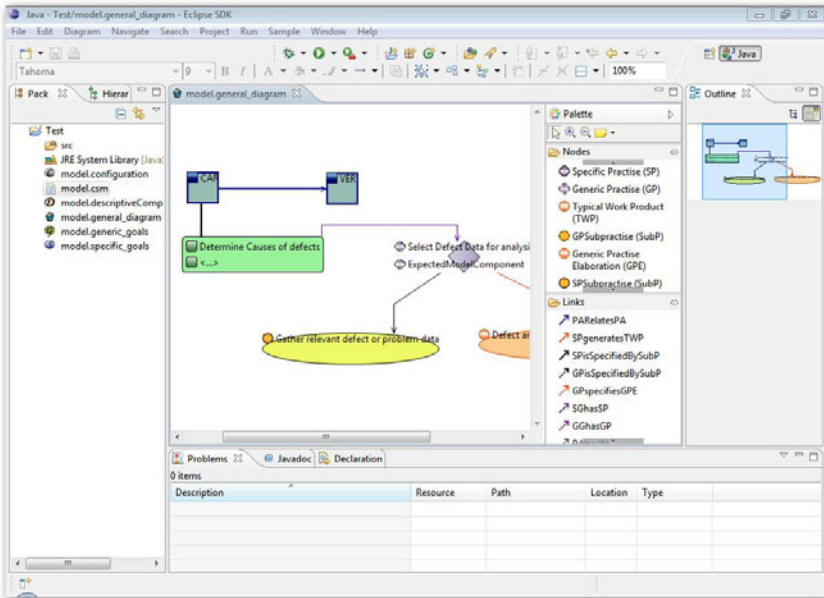 Java - Test/model.general_diagram - Eclipse SDK
File Edit Diagram Navigate Search Project Run Sample Window Help
Java
Tahoma 9 B I A 100%
Pack Hierar
Test
src
JRE System Library [Java
model.configuration
model.csm
model.descriptiveComp
model.general_diagram
model.generic_goals
model.specific_goals
model.general_diagram
CAR
VER
Determine Causes of defects
<...>
Select Defect Data for analysi
ExpectedModelComponent
Gather relevant defect or problem data
Defect an
Palette
Nodes
Specific Practise (SP)
Generic Practise (GP)
Typical Work Product
(TWP)
GPSubpractise (SubP)
Generic Practise
Elaboration (GPE)
SPSubpractise (SubP)
Links
PARelatesPA
SPgeneratesTWP
SPisSpecifiedBySubP
GPisSpecifiedBySubP
GPspecifiesGPE
SGhasSP
GGhasGP
Outline
Problems Javadoc Declaration
0 items
Description Resource Path Location Type